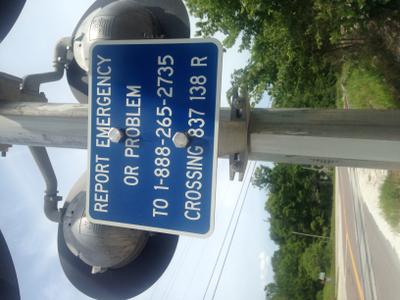 REPORT EMERGENCY
OR PROBLEM
TO 1-888-265-2735
CROSSING 837 138 R